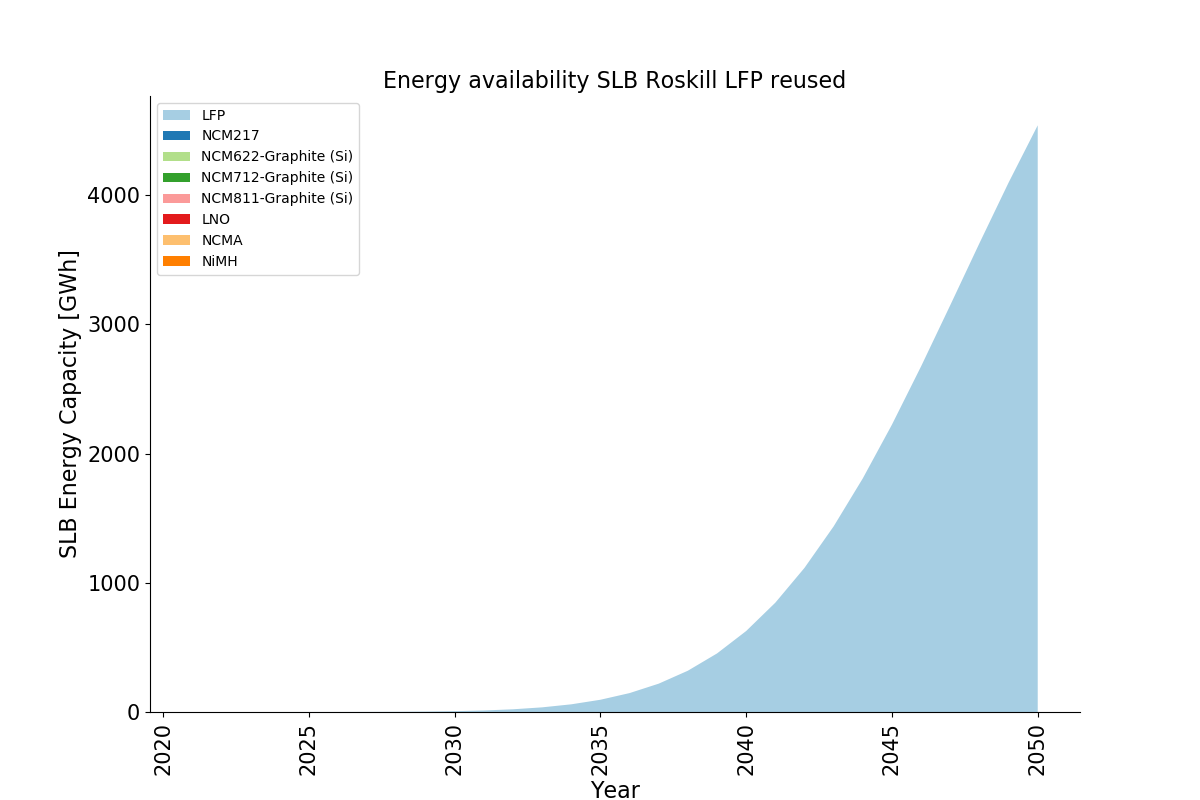 Energy availability SLB Roskill LFP reused
LFP
NCM217
NCM622-Graphite (Si)
NCM712-Graphite (Si)
NCM811-Graphite (Si)
LNO
NCMA
NiMH
SLB Energy Capacity [GWh]
4000
3000
2000
1000
0
2020
2025
2030
2035
2040
2045
2050
Year